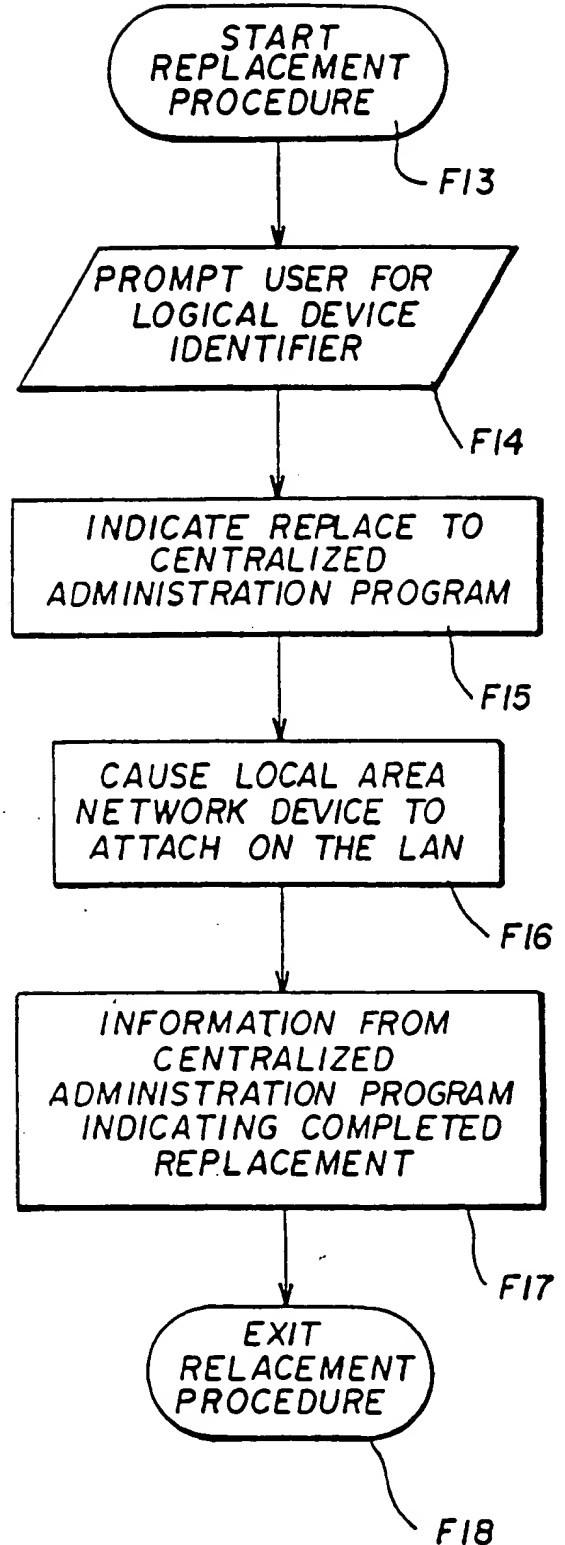 START
REPLACEMENT
PROCEDURE
F13
PROMPT USER FOR
LOGICAL DEVICE
IDENTIFIER
F14
INDICATE REPLACE TO
CENTRALIZED
ADMINISTRATION PROGRAM
F15
CAUSE LOCAL AREA
NETWORK DEVICE TO
ATTACH ON THE LAN
F16
INFORMATION FROM
CENTRALIZED
ADMINISTRATION PROGRAM
INDICATING COMPLETED
REPLACEMENT
F17
EXIT
RELACEMENT
PROCEDURE
F18